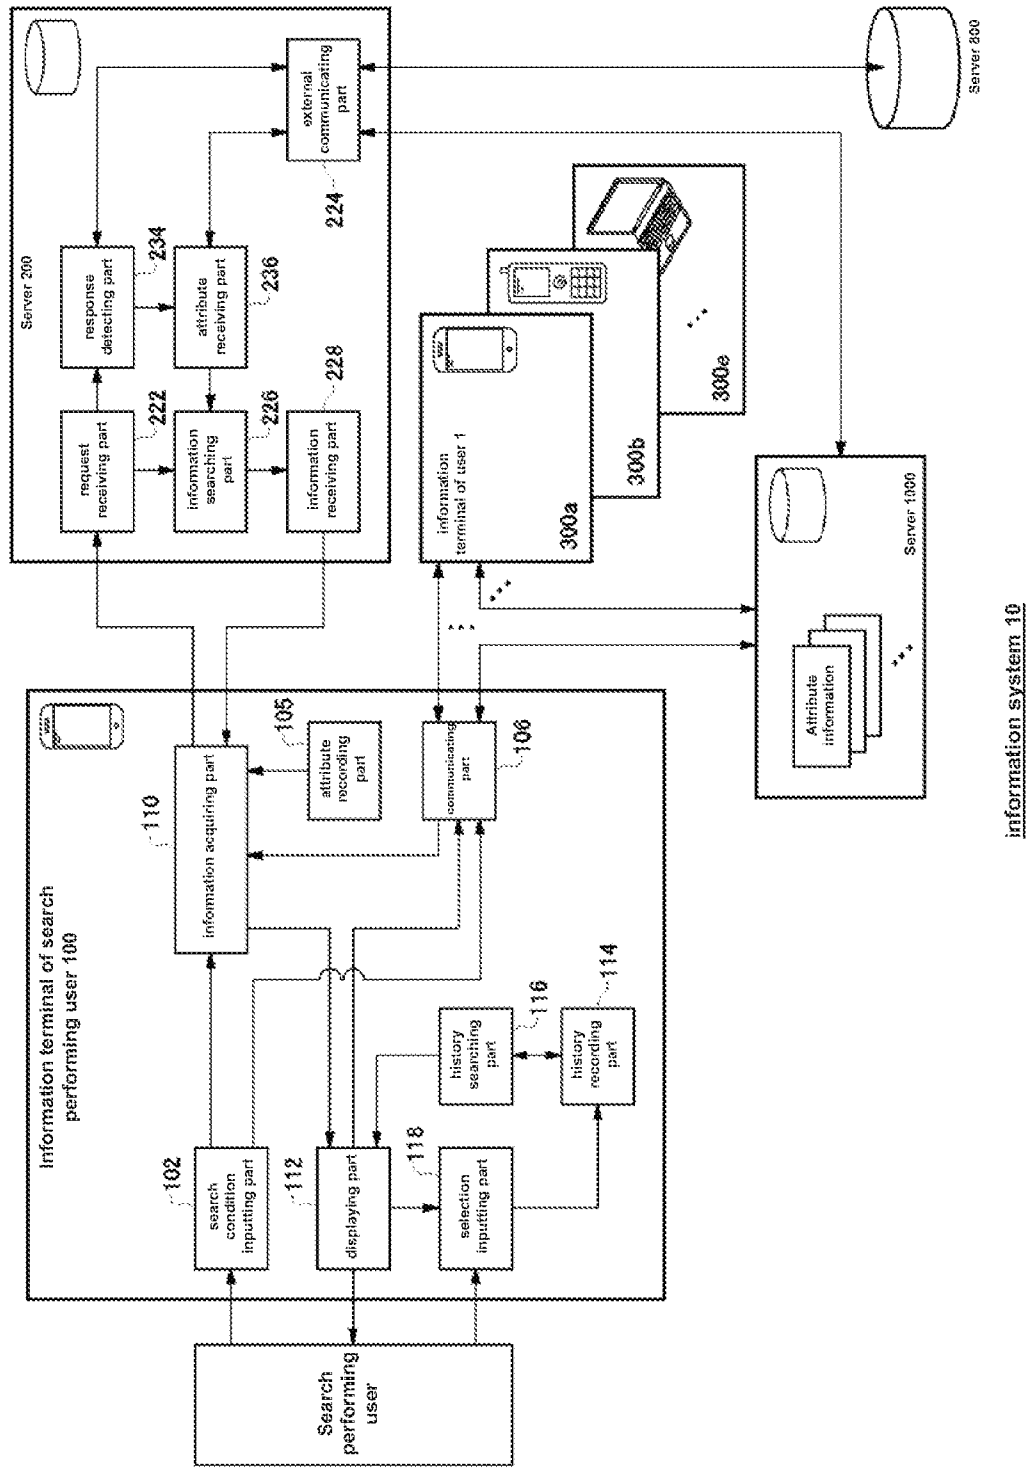 Search
performing
user
Information terminal of search
performing user 100
102
search
condition
inputting part
112
displaying part
118
selection
inputting part
110
information acquiring part
105
attribute
recording part
communicating
part
106
history
searching
part
116
history
recording
part
114
Server 200
request
receiving part
222
response
detecting part
234
information
searching
part
226
attribute
receiving part
236
information
receiving part
228
external
communicating
part
224
Server 800
information
terminal of user 1
300a
300b
300e
Server 1000
Attribute
information
information system 10